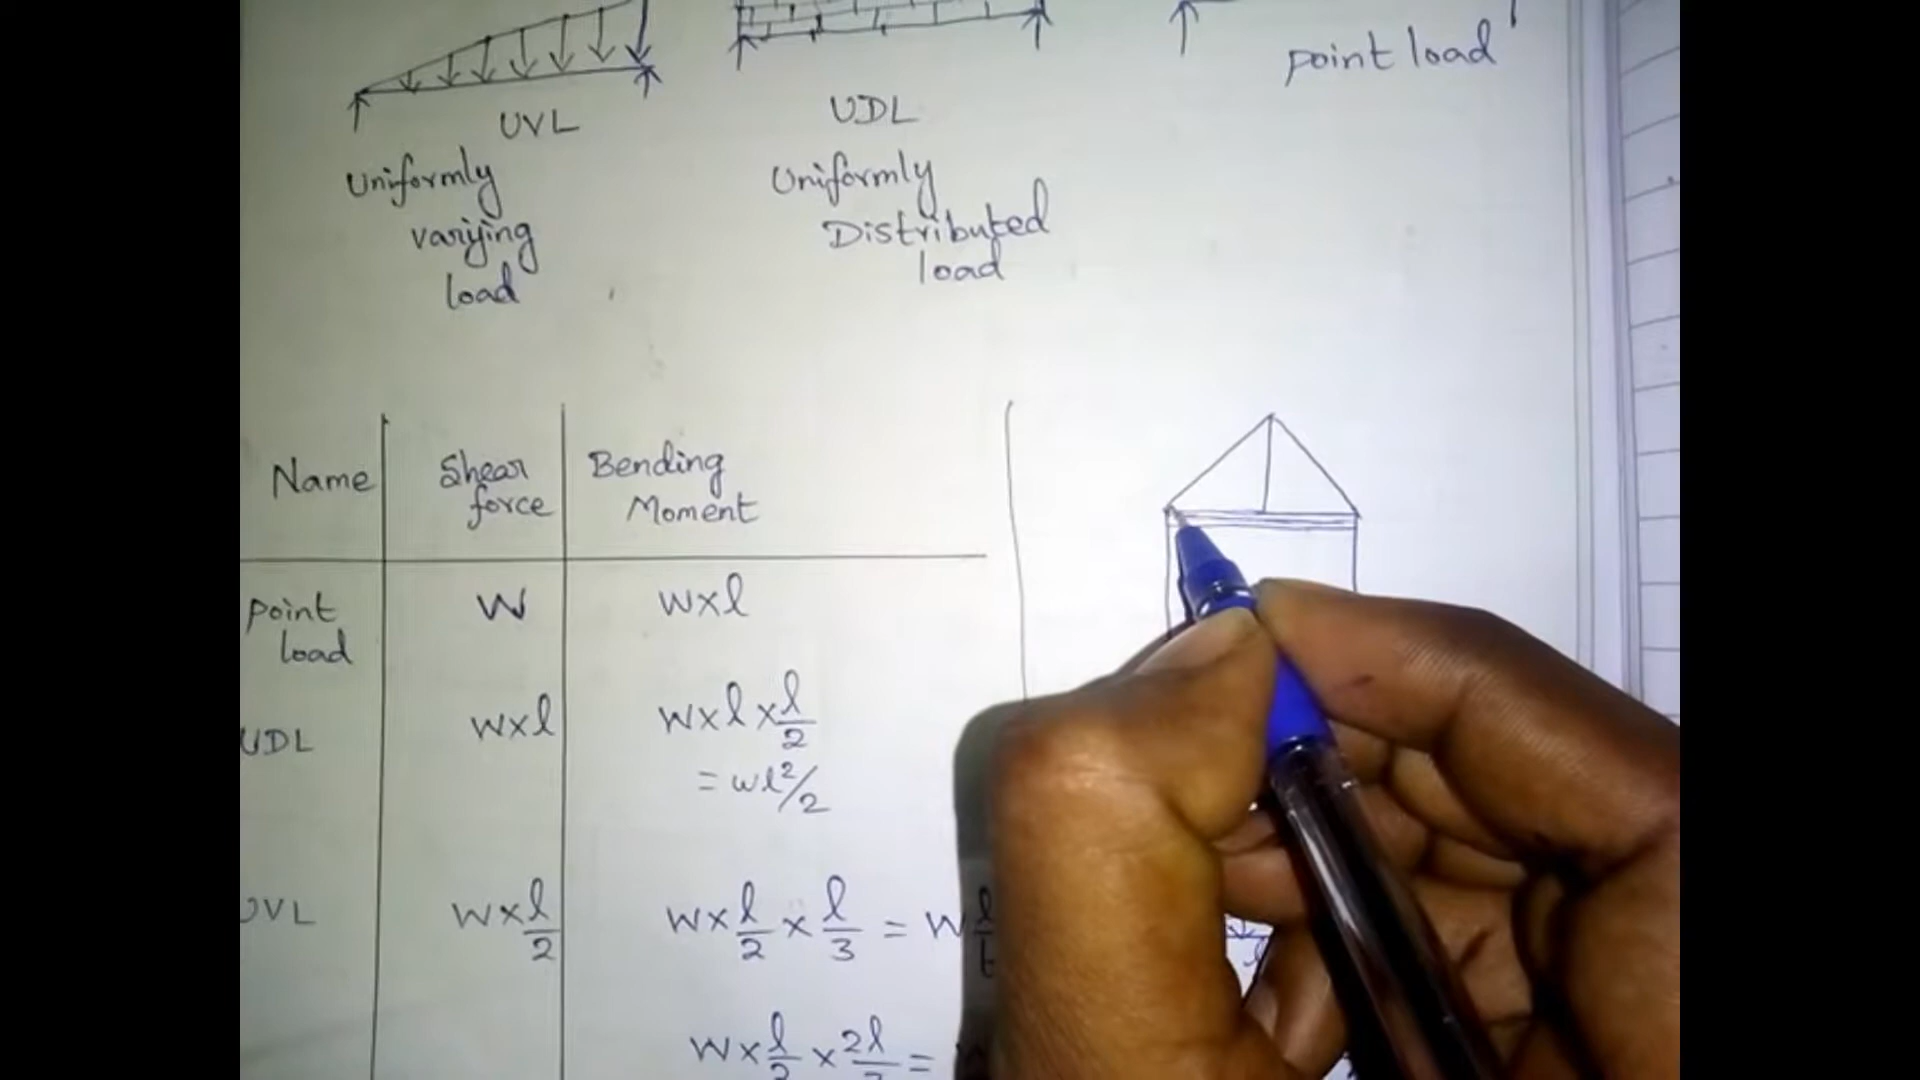 point load
UVL
UDL
Uniformly
varying
load
Uniformly
Distributed
load
Name
Shear
force
Bending
Moment
point
load
W
W×l
UDL
W×l
W×l×l/2
= wl²/2
UVL
W×l/2
W×l/2 × l/3 = W
W×l/2 × 2l/3 =